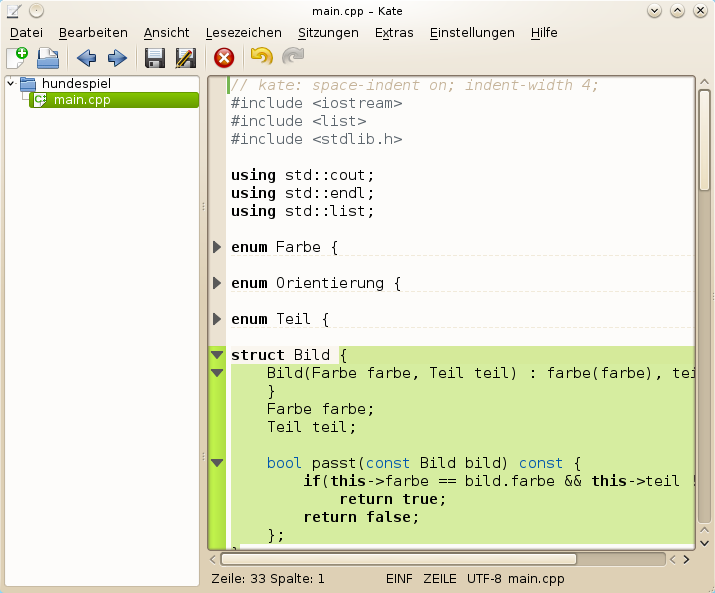 main.cpp – Kate
Datei Bearbeiten Ansicht Lesezeichen Sitzungen Extras Einstellungen Hilfe
hundespiel
main.cpp
// kate: space-indent on; indent-width 4;
#include <iostream>
#include <list>
#include <stdlib.h>
using std::cout;
using std::endl;
using std::list;
enum Farbe {
enum Orientierung {
enum Teil {
struct Bild {
Bild(Farbe farbe, Teil teil) : farbe(farbe), tei
}
Farbe farbe;
Teil teil;
bool passt(const Bild bild) const {
if(this->farbe == bild.farbe && this->teil !
return true;
return false;
};
Zeile: 33 Spalte: 1 EINF ZEILE UTF-8 main.cpp